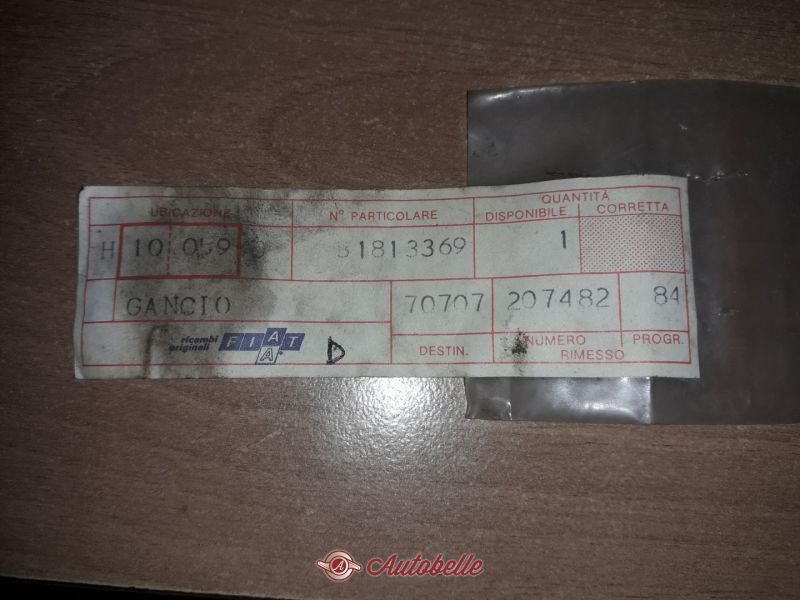 UBICAZIONE N° PARTICOLARE QUANTITÀ
DISPONIBILE CORRETTA
H 10 059 81813369 1
GANCIO 70707 207482 84
ricambi originali FIAT D DESTIN. NUMERO RIMESSO PROGR.
Autobelle